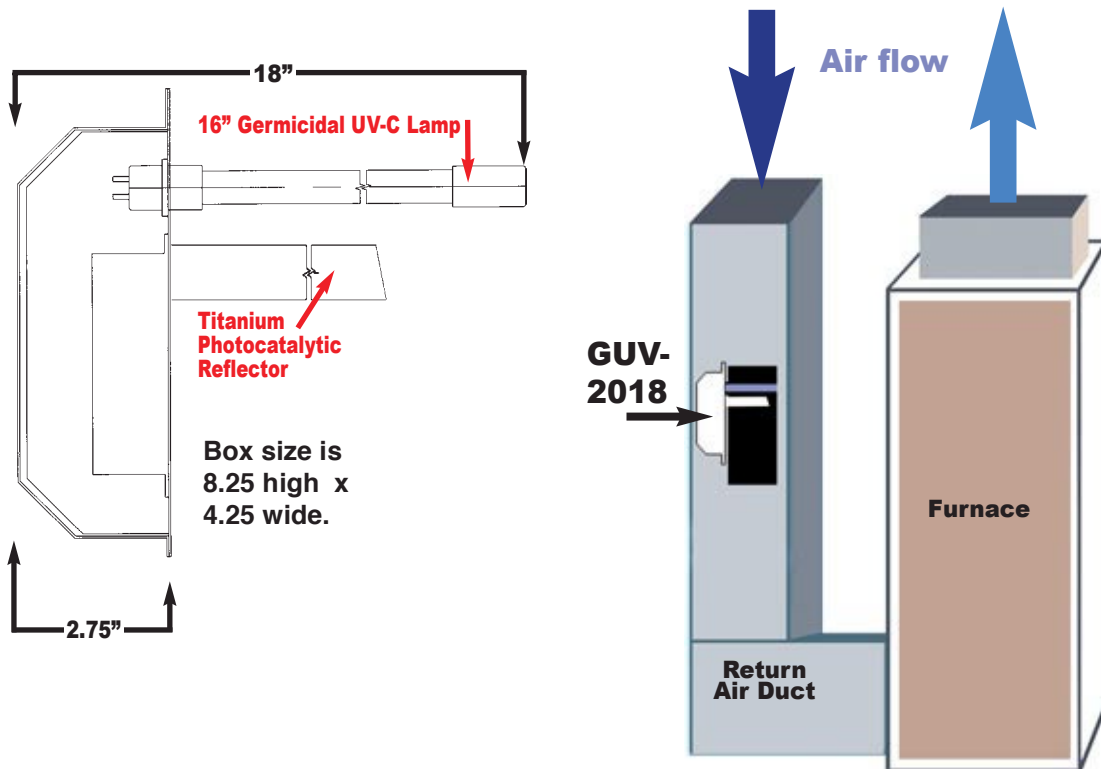 18”
16” Germicidal UV-C Lamp
Titanium
Photocatalytic
Reflector
Box size is
8.25 high x
4.25 wide.
2.75”
Air flow
GUV-
2018
Furnace
Return
Air Duct